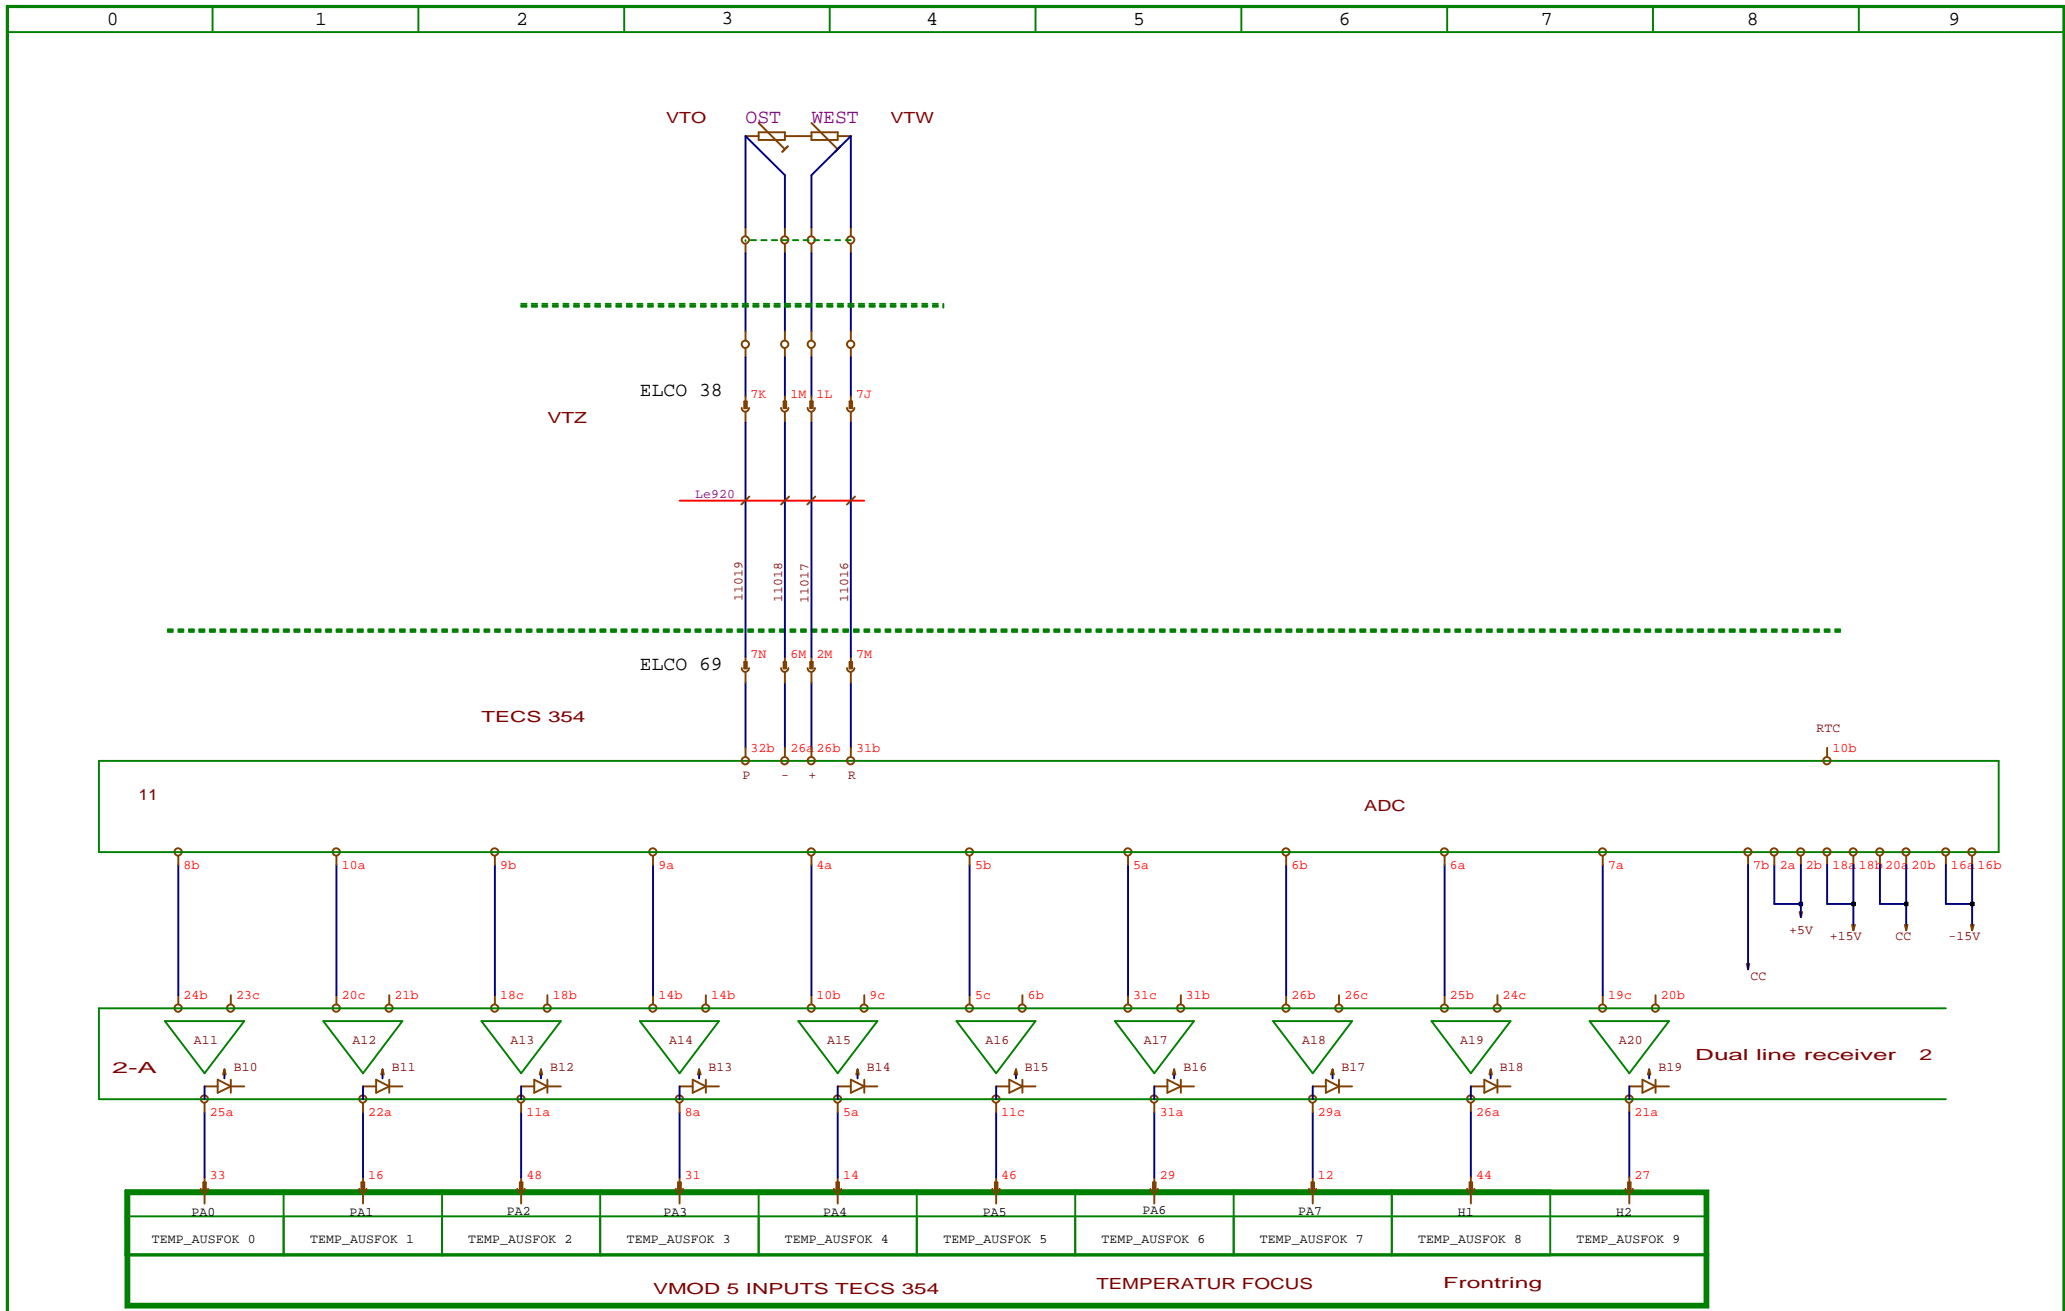 0 1 2 3 4 5 6 7 8 9
VTO OST WEST VTW
ELCO 38 7K 1M 1L 7J
VTZ
Le920
11019 11018 11017 11016
ELCO 69 7N 6M 2M 7M
TECS 354
RTC
32b 26a 26b 31b 10b
P - + R
11 ADC
8b 10a 9b 9a 4a 5b 5a 6b 6a 7a 7b 2a 2b 18a 18b 20a 20b 16a 16b
+5V +15V CC -15V
CC
24b 23c 20c 21b 18c 18b 14b 14b 10b 9c 5c 6b 31c 31b 26b 26c 25b 24c 19c 20b
A11 A12 A13 A14 A15 A16 A17 A18 A19 A20
2-A Dual line receiver 2
B10 B11 B12 B13 B14 B15 B16 B17 B18 B19
25a 22a 11a 8a 5a 11c 31a 29a 26a 21a
33 16 48 31 14 46 29 12 44 27
PA0 PA1 PA2 PA3 PA4 PA5 PA6 PA7 H1 H2
TEMP_AUSFOK 0 TEMP_AUSFOK 1 TEMP_AUSFOK 2 TEMP_AUSFOK 3 TEMP_AUSFOK 4 TEMP_AUSFOK 5 TEMP_AUSFOK 6 TEMP_AUSFOK 7 TEMP_AUSFOK 8 TEMP_AUSFOK 9
VMOD 5 INPUTS TECS 354 TEMPERATUR FOCUS Frontring